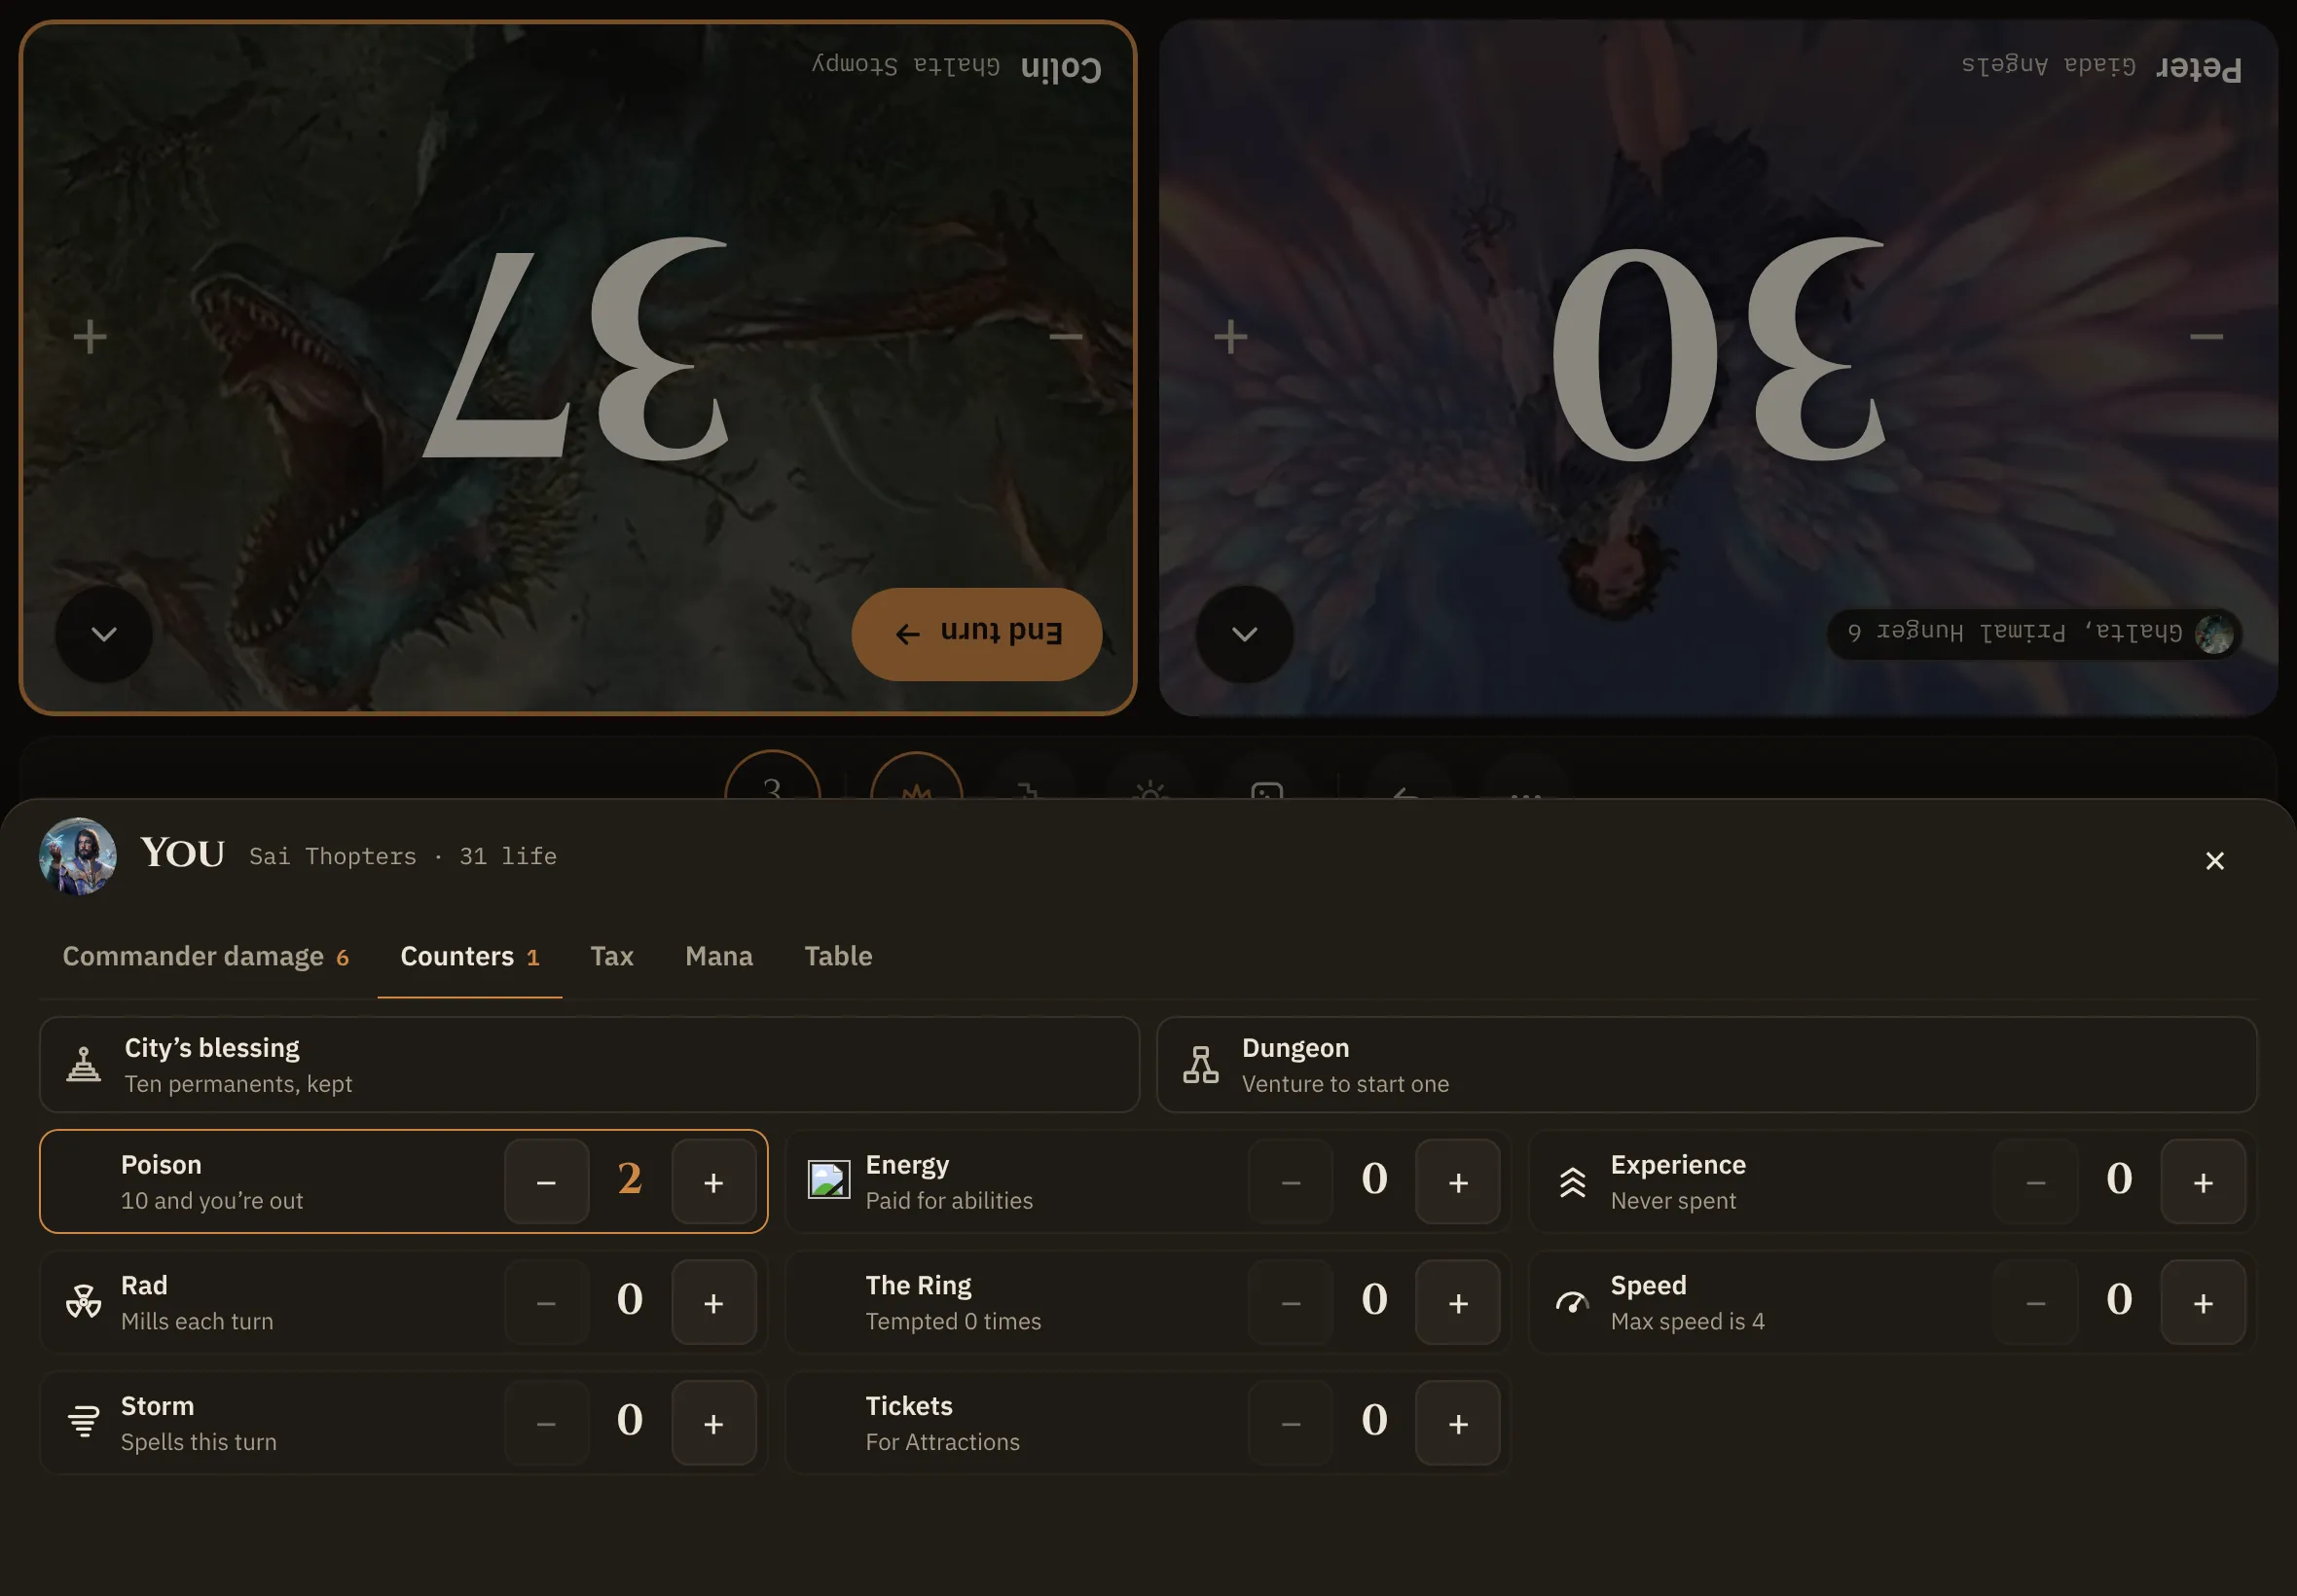 Colin Ghalta Stompy
37
End turn
Peter Giada Angels
30
Ghalta, Primal Hunger 6
3
YOU Sai Thopters · 31 life
Commander damage 6 Counters 1 Tax Mana Table
City’s blessing
Ten permanents, kept
Dungeon
Venture to start one
Poison
10 and you’re out
2
Energy
Paid for abilities
0
Experience
Never spent
0
Rad
Mills each turn
0
The Ring
Tempted 0 times
0
Speed
Max speed is 4
0
Storm
Spells this turn
0
Tickets
For Attractions
0